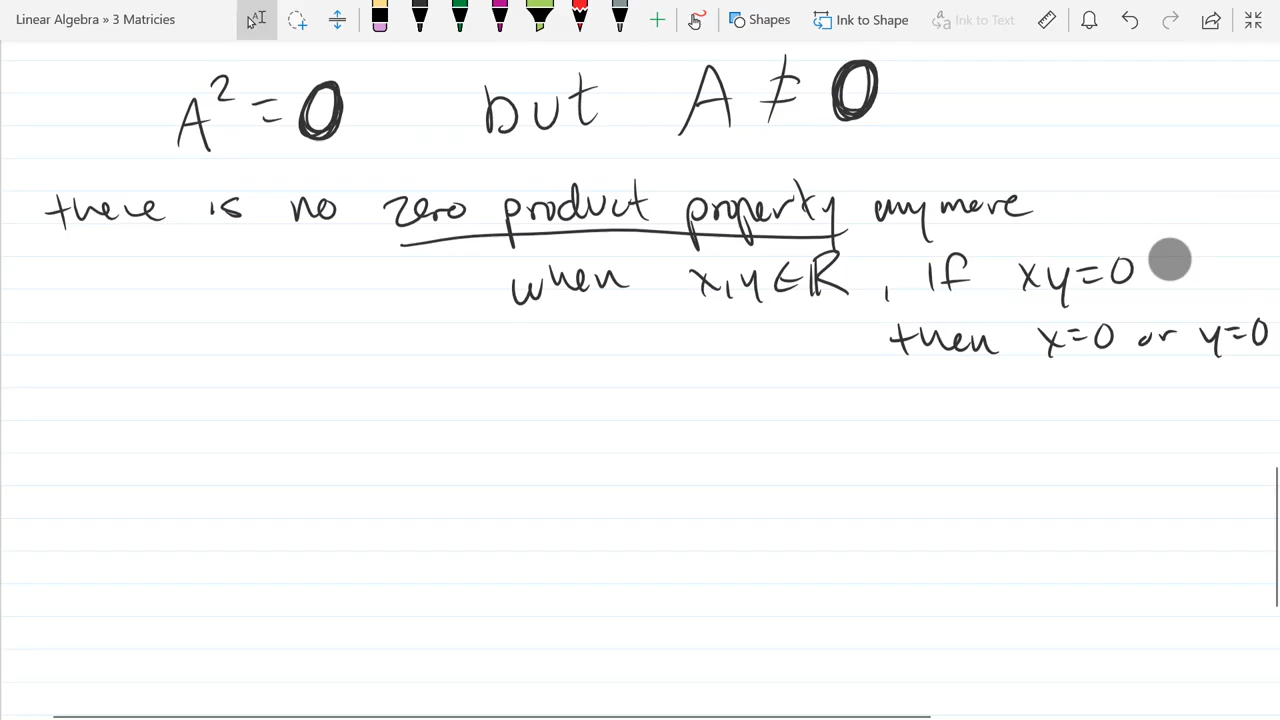 Linear Algebra » 3 Matricies
Shapes
Ink to Shape
Ink to Text
A² = 0 but A ≠ 0
there is no zero product property anymore
when x,y ∈ ℝ, if xy=0
then x=0 or y=0